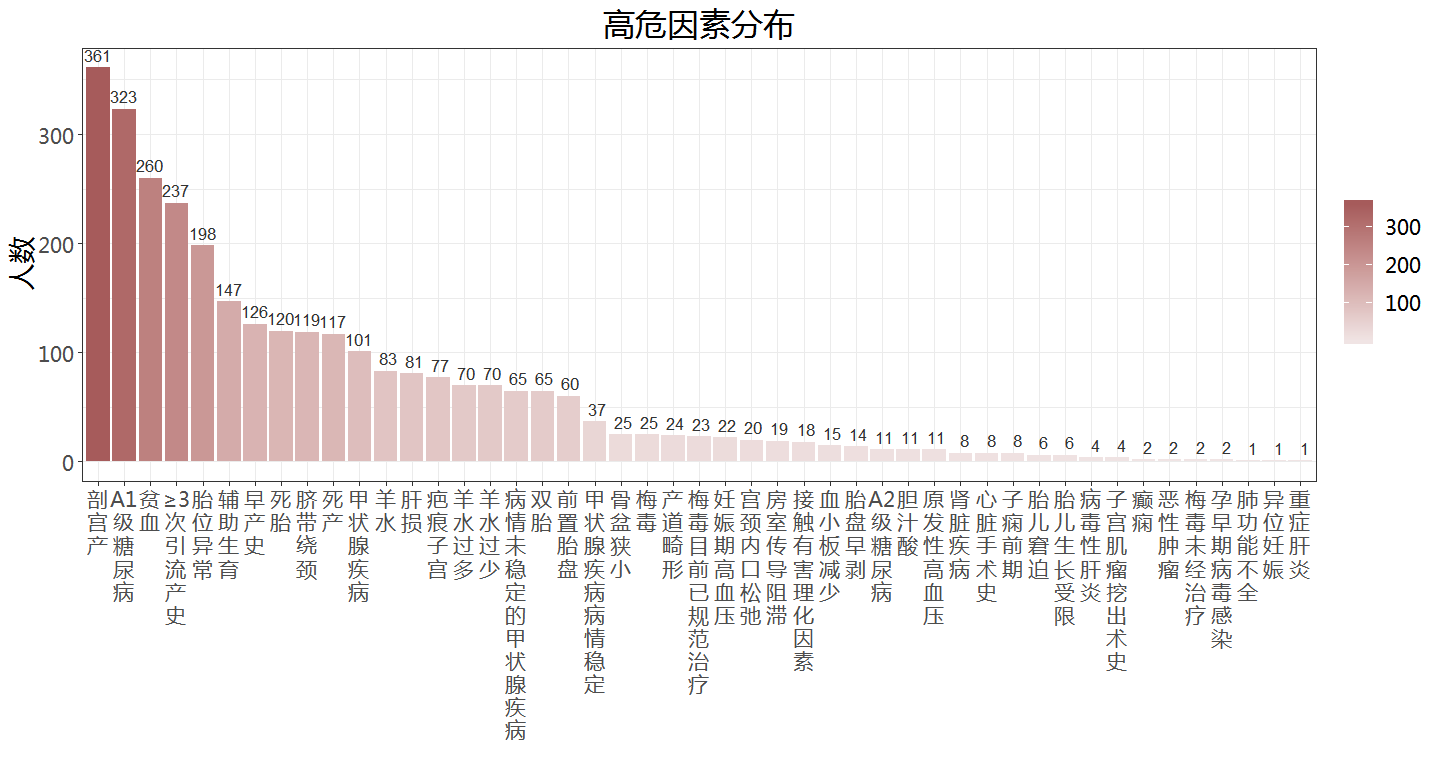 高危因素分布
人数
300
200
100
0
361
323
260
237
198
147
126
120
119
117
101
83
81
77
70
70
65
65
60
37
25
25
24
23
22
20
19
18
15
14
11
11
11
8
8
8
6
6
4
4
2
2
2
2
1
1
1
剖宫产
A1级糖尿病
贫血
≥3次引流产史
胎位异常
辅助生育
早产史
死胎
脐带绕颈
死产
甲状腺疾病
羊水
肝损
疤痕子宫
羊水过多
羊水过少
病情未稳定的甲状腺疾病
双胎
前置胎盘
甲状腺疾病病情稳定
骨盆狭小
梅毒
产道畸形
梅毒目前已规范治疗
妊娠期高血压
宫颈内口松弛
房室传导阻滞
接触有害理化因素
血小板减少
胎盘早剥
A2级糖尿病
胆汁酸
原发性高血压
肾脏疾病
心脏手术史
子痫前期
胎儿窘迫
胎儿生长受限
病毒性肝炎
子宫肌瘤挖出术史
癫痫
恶性肿瘤
梅毒未经治疗
孕早期病毒感染
肺功能不全
异位妊娠
重症肝炎
300
200
100